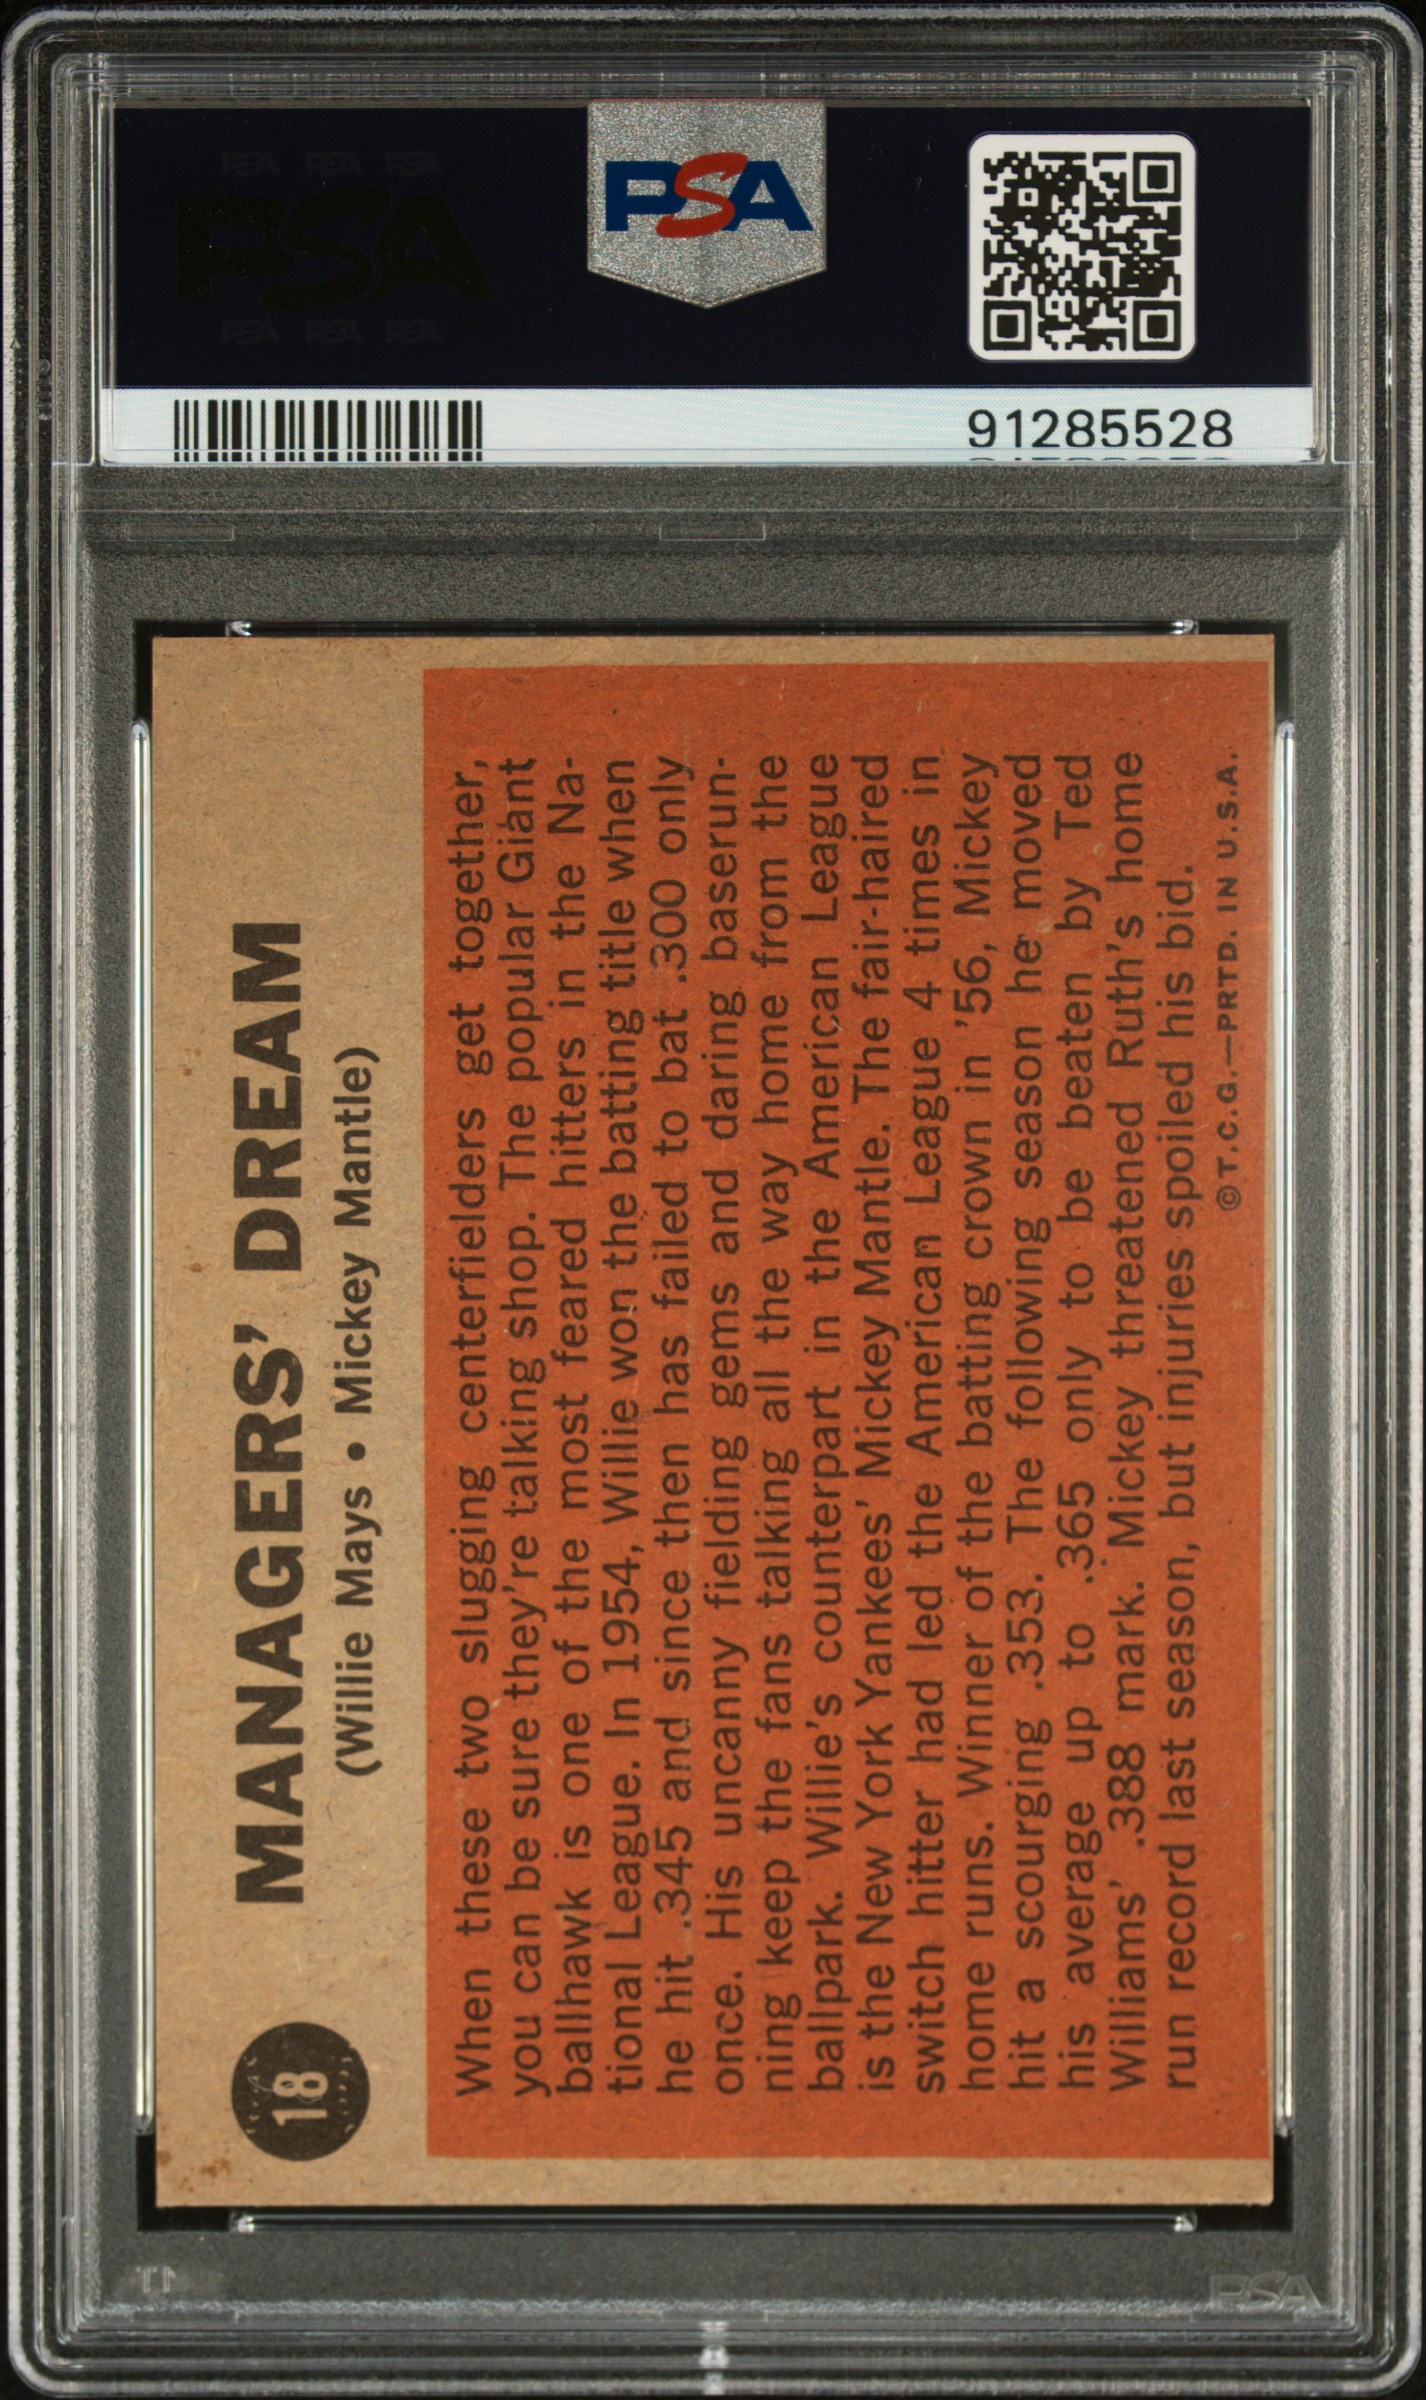 PSA PSA PSA
PSA
PSA PSA PSA
PSA
91285528
18
MANAGERS' DREAM
(Willie Mays • Mickey Mantle)
When these two slugging centerfielders get together,
you can be sure they're talking shop. The popular Giant
ballhawk is one of the most feared hitters in the Na-
tional League. In 1954, Willie won the batting title when
he hit .345 and since then has failed to bat .300 only
once. His uncanny fielding gems and daring baserun-
ning keep the fans talking all the way home from the
ballpark. Willie's counterpart in the American League
is the New York Yankees' Mickey Mantle. The fair-haired
switch hitter had led the American League 4 times in
home runs. Winner of the batting crown in '56, Mickey
hit a scourging .353. The following season he moved
his average up to .365 only to be beaten by Ted
Williams' .388 mark. Mickey threatened Ruth's home
run record last season, but injuries spoiled his bid.
©T.C.G.—PRTD. IN U.S.A.
PSA